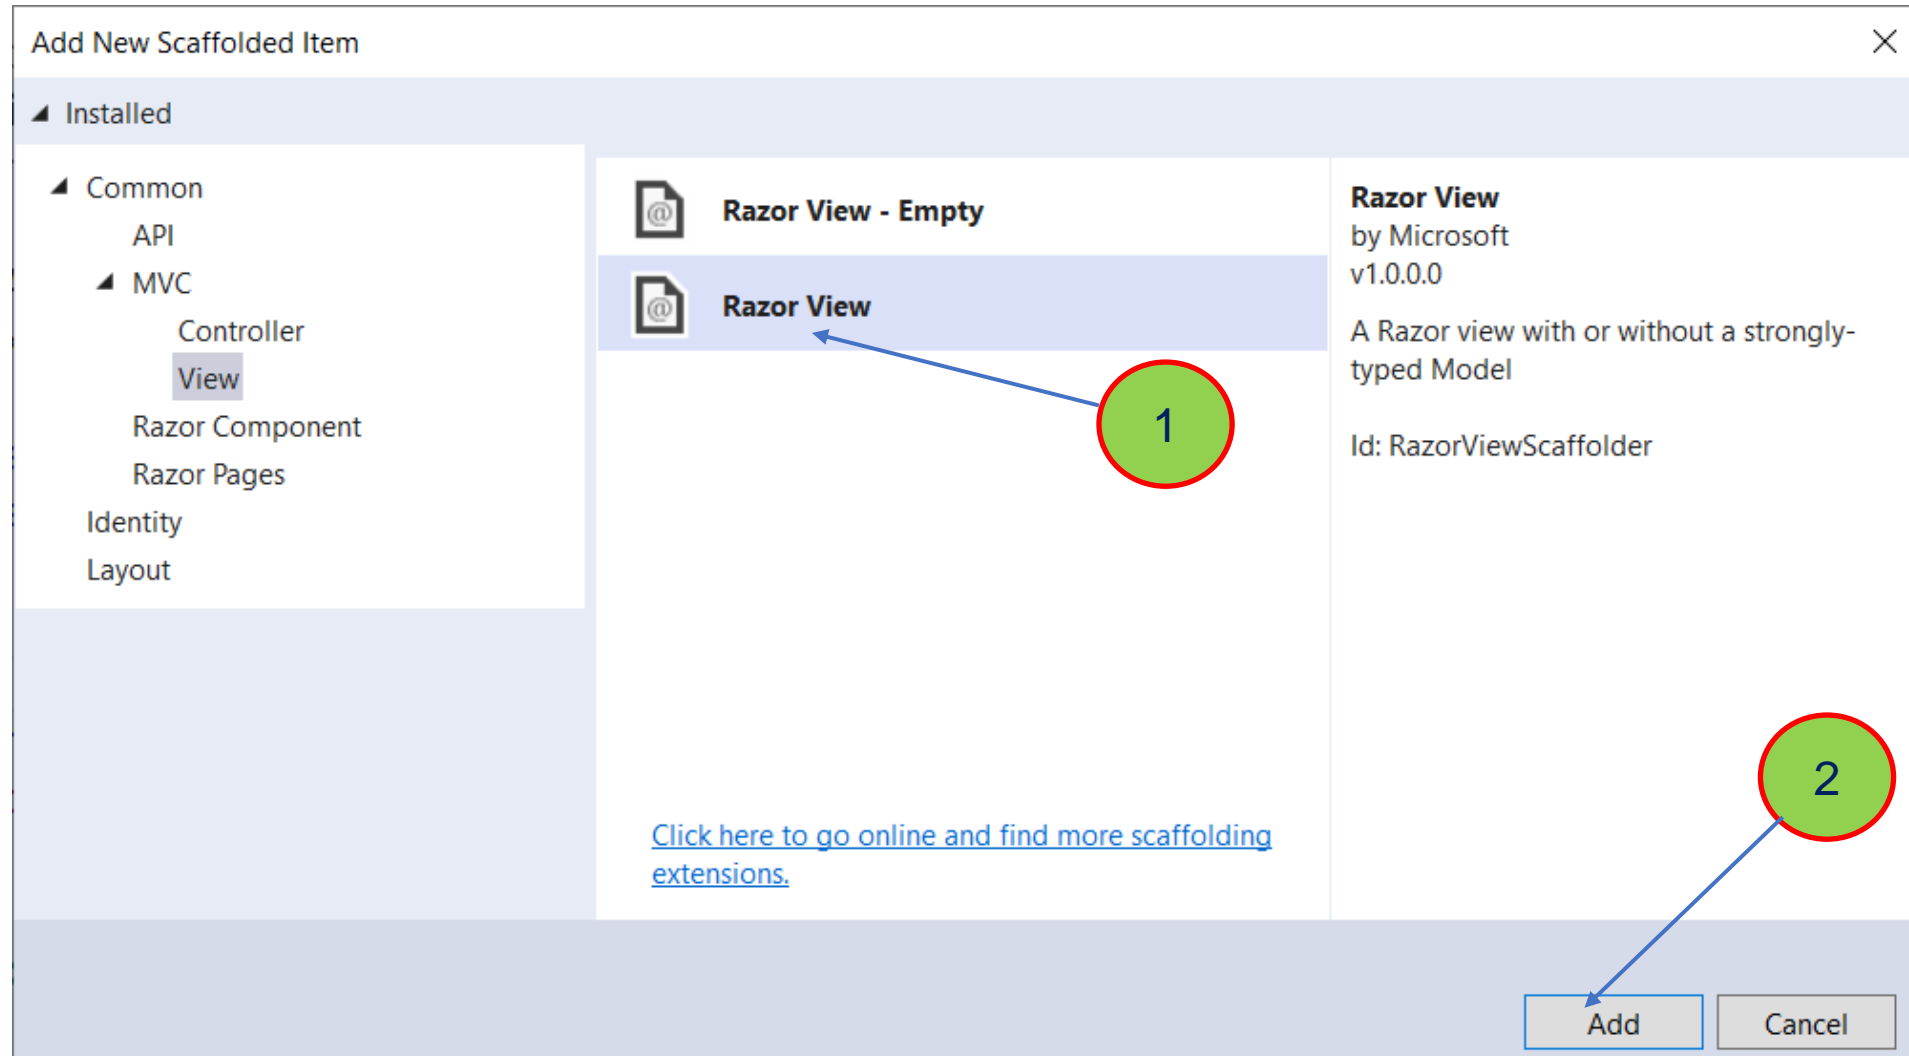 Add New Scaffolded Item
Installed
Common
API
MVC
Controller
View
Razor Component
Razor Pages
Identity
Layout
Razor View - Empty
Razor View
1
Click here to go online and find more scaffolding
extensions.
Razor View
by Microsoft
v1.0.0.0
A Razor view with or without a strongly-
typed Model
Id: RazorViewScaffolder
2
Add
Cancel